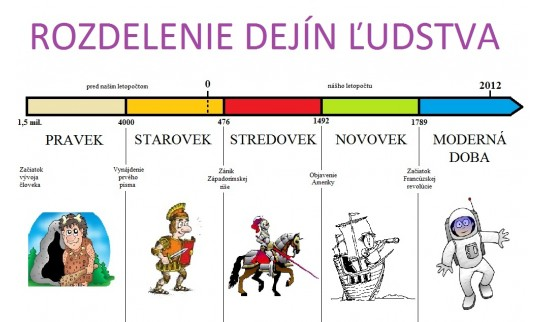 ROZDELENIE DEJÍN ĽUDSTVA
pred našim letopočtom
0
nášho letopočtu
2012
1,5 mil.
4000
476
1492
1789
PRAVEK
STAROVEK
STREDOVEK
NOVOVEK
MODERNÁ
DOBA
Začiatok
vývoja
človeka
Vynájdenie
prvého
písma
Zánik
Západorímskej
ríše
Objavenie
Ameriky
Začiatok
Francúzskej
revolúcie